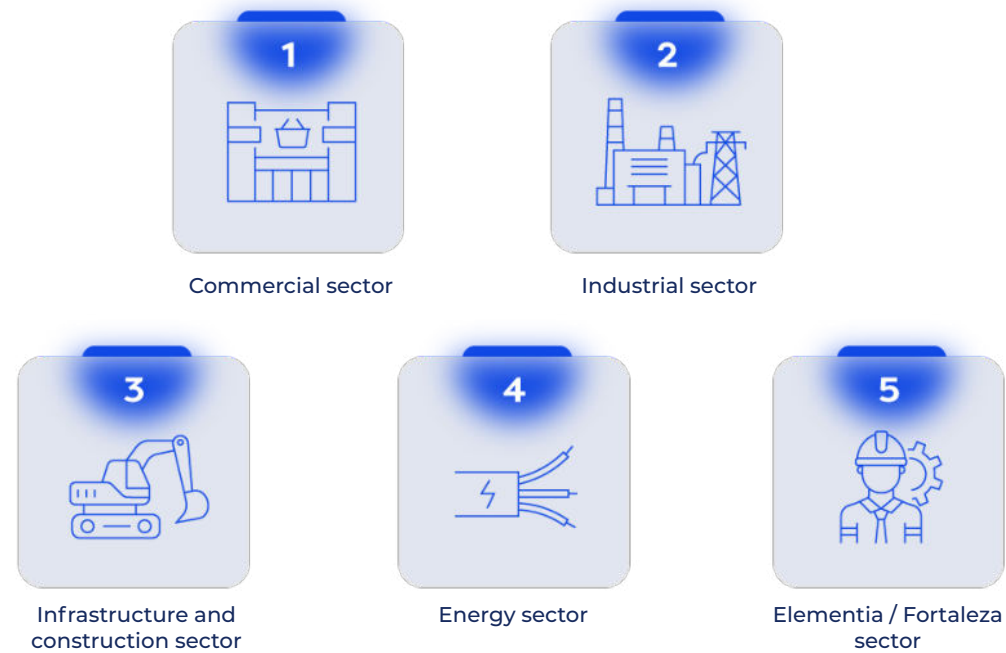 1
2
Commercial sector
Industrial sector
3
4
5
Infrastructure and
construction sector
Energy sector
Elementia / Fortaleza
sector